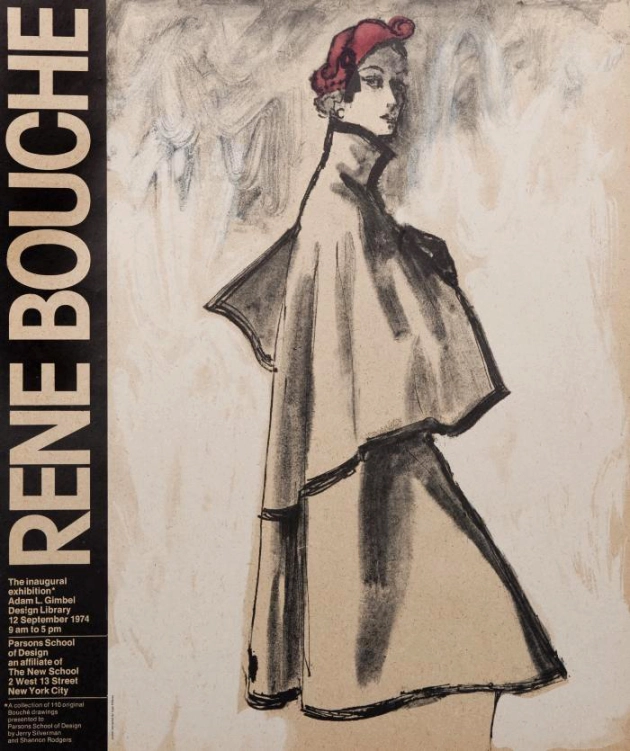 RENE BOUCHE
The inaugural
exhibition*
Adam L. Gimbel
Design Library
12 September 1974
9 am to 5 pm
Parsons School
of Design
an affiliate of
The New School
2 West 13 Street
New York City
*A collection of 110 original
Bouché drawings
presented to
Parsons School of Design
by Jerry Silverman
and Shannon Rodgers